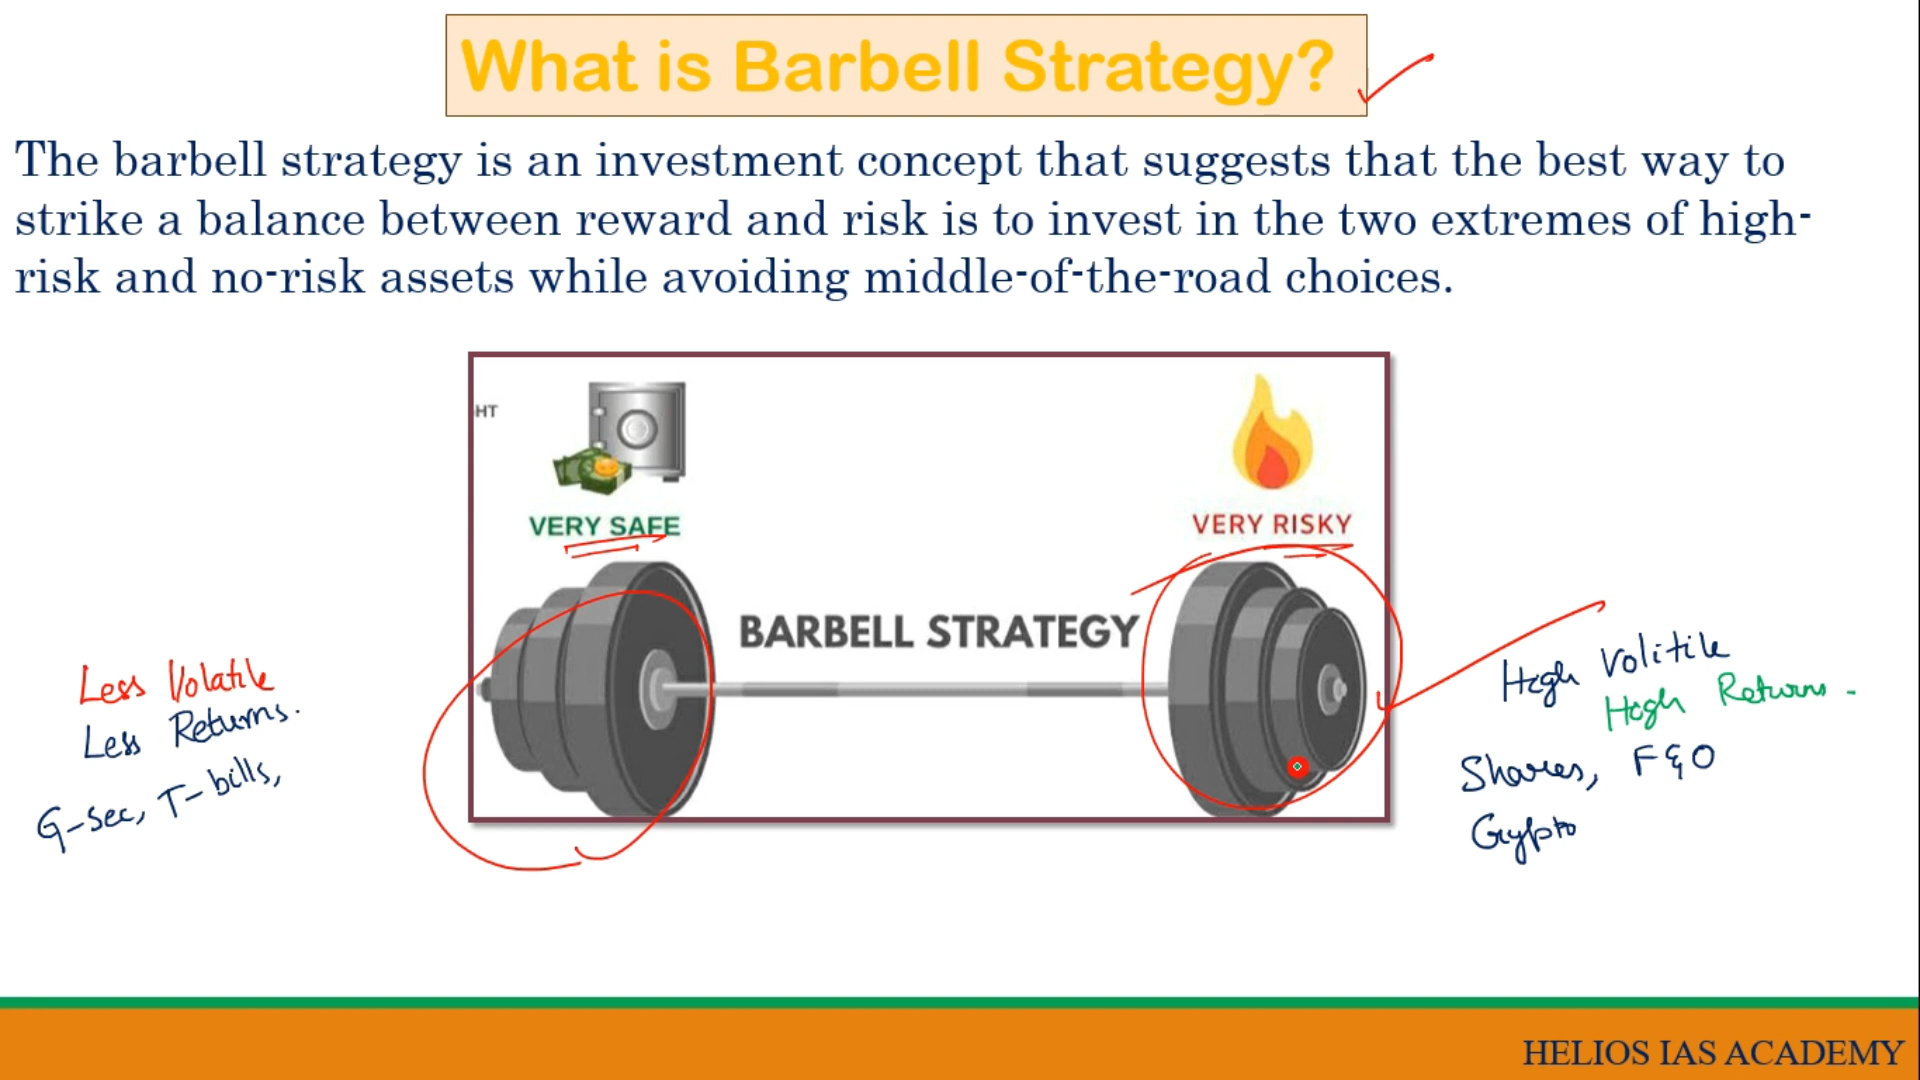 What is Barbell Strategy?
The barbell strategy is an investment concept that suggests that the best way to
strike a balance between reward and risk is to invest in the two extremes of high-
risk and no-risk assets while avoiding middle-of-the-road choices.
HT
VERY SAFE
VERY RISKY
BARBELL STRATEGY
Less Volatile
Less Returns.
G-sec, T-bills,
High Volitile
High Returns -
Shares, F&O
Crypto
HELIOS IAS ACADEMY